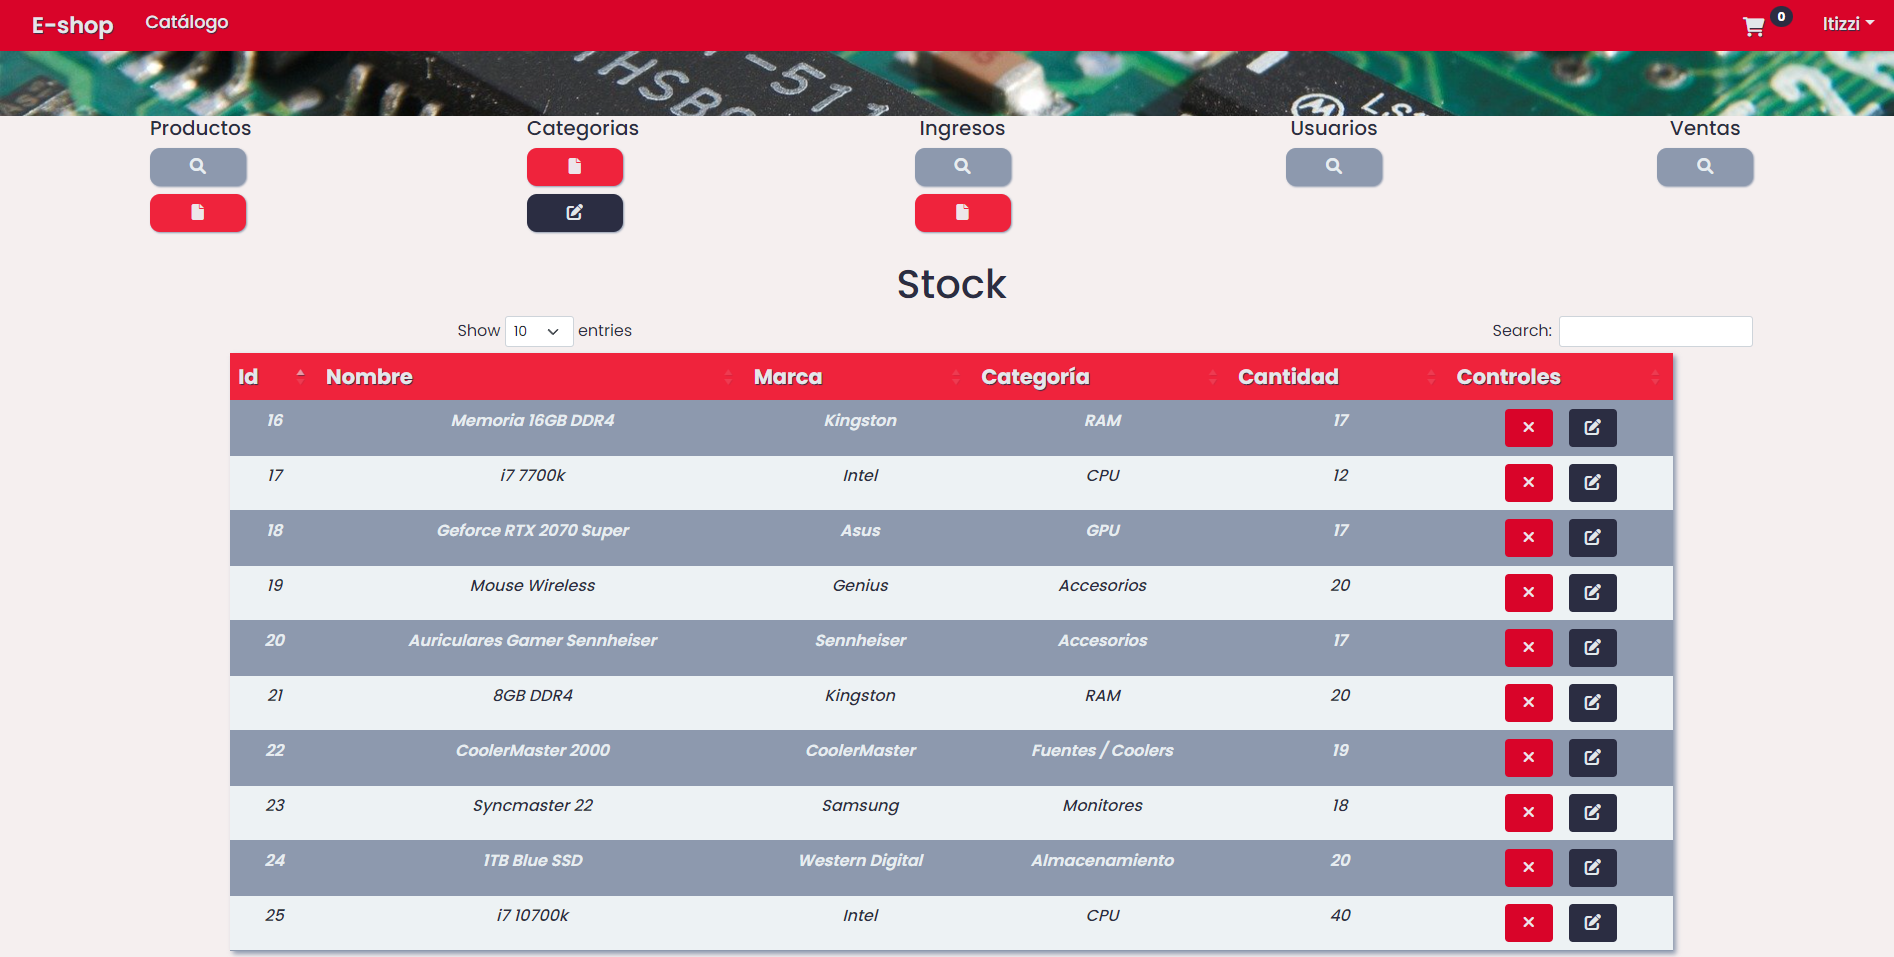 E-shop Catálogo 0 Itizzi
Productos Categorias Ingresos Usuarios Ventas
Stock
Show 10 entries Search:
Id Nombre Marca Categoría Cantidad Controles
16 Memoria 16GB DDR4 Kingston RAM 17
17 i7 7700k Intel CPU 12
18 Geforce RTX 2070 Super Asus GPU 17
19 Mouse Wireless Genius Accesorios 20
20 Auriculares Gamer Sennheiser Sennheiser Accesorios 17
21 8GB DDR4 Kingston RAM 20
22 CoolerMaster 2000 CoolerMaster Fuentes / Coolers 19
23 Syncmaster 22 Samsung Monitores 18
24 1TB Blue SSD Western Digital Almacenamiento 20
25 i7 10700k Intel CPU 40